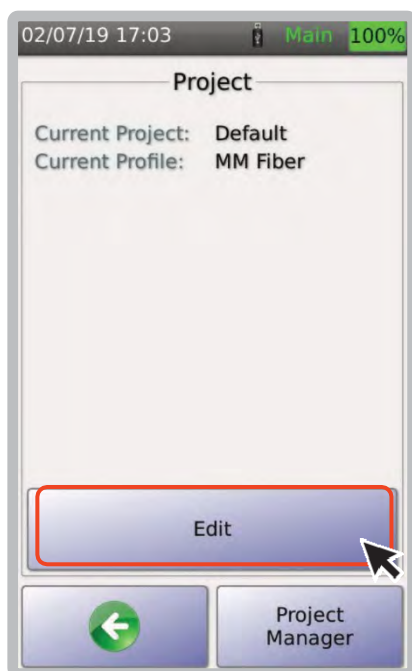 02/07/19 17:03 Main 100%
Project
Current Project: Default
Current Profile: MM Fiber
Edit
Project
Manager